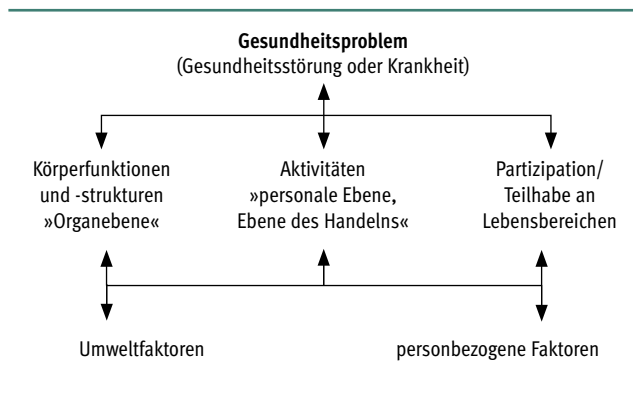 Gesundheitsproblem
(Gesundheitsstörung oder Krankheit)
Körperfunktionen
und -strukturen
»Organebene«
Aktivitäten
»personale Ebene,
Ebene des Handelns«
Partizipation/
Teilhabe an
Lebensbereichen
Umweltfaktoren
personbezogene Faktoren